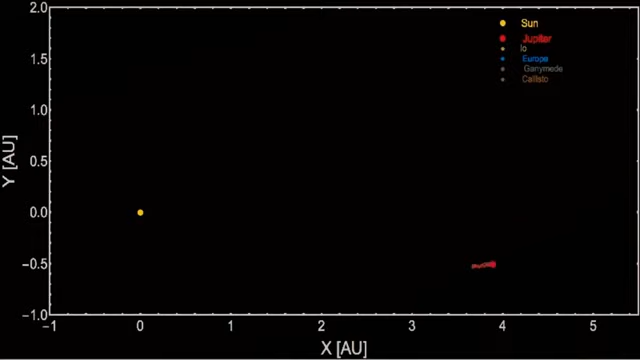 2.0
1.5
1.0
0.5
0.0
−0.5
−1.0
Y [AU]
Sun
Jupiter
Io
Europa
Ganymede
Callisto
−1 0 1 2 3 4 5
X [AU]